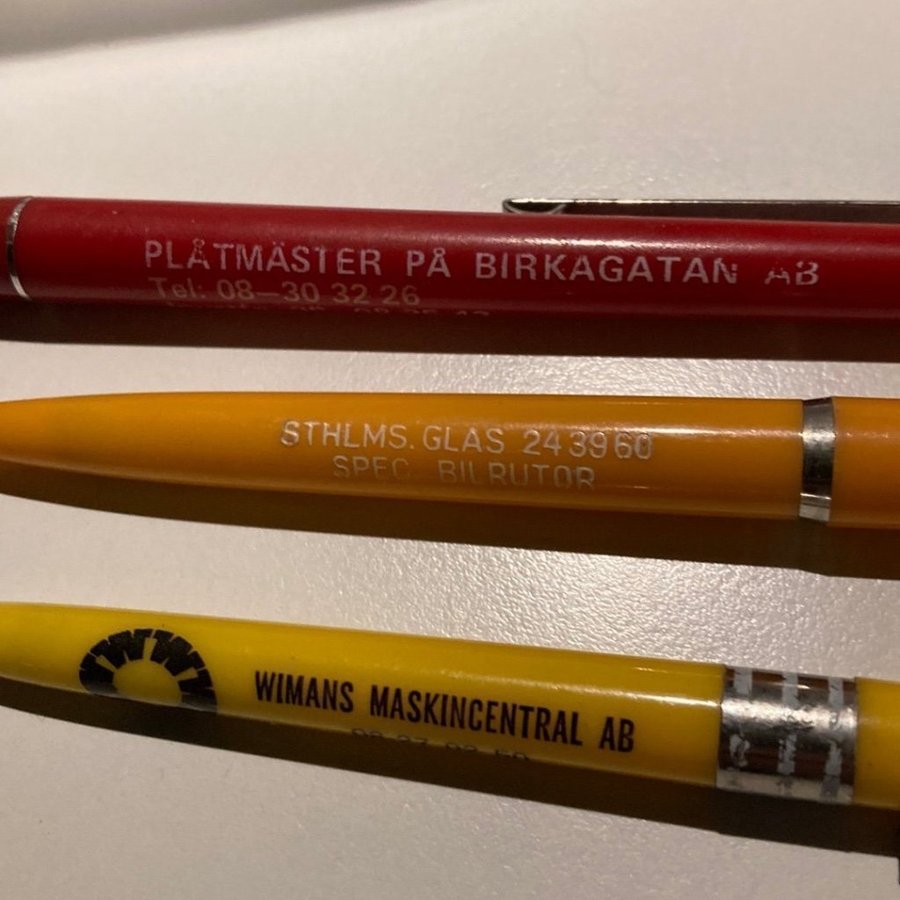 PLÅTMÄSTER PÅ BIRKAGATAN AB
Tel: 08-30 32 26
STHLMS. GLAS 243960
SPEC. BILRUTOR
WIMANS MASKINCENTRAL AB